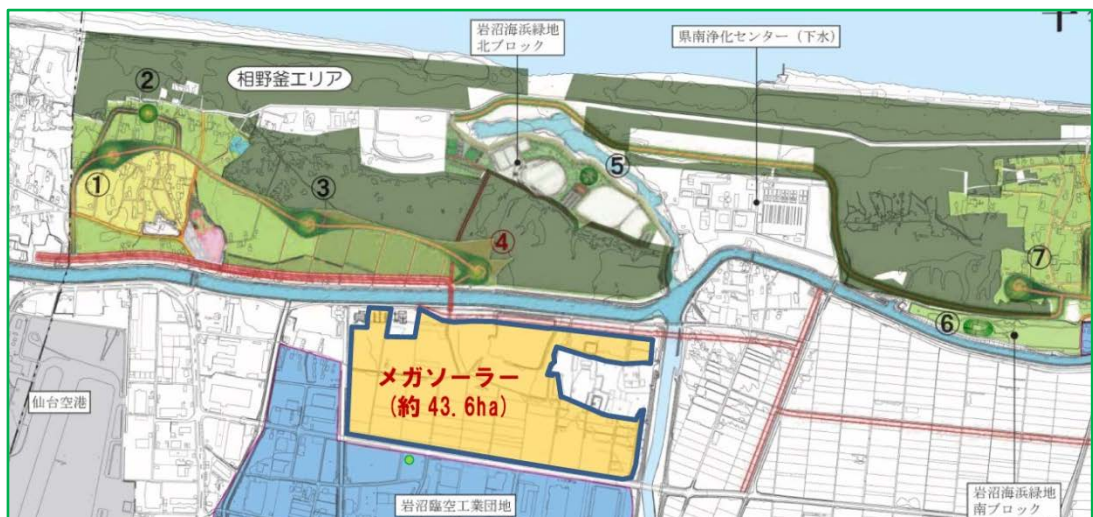 岩沼海浜緑地
北ブロック
県南浄化センター（下水）
相野釜エリア
②
①
③
④
⑤
⑦
⑥
貞山堀
メガソーラー
(約 43.6ha)
仙台空港
岩沼臨空工業団地
岩沼海浜緑地
南ブロック